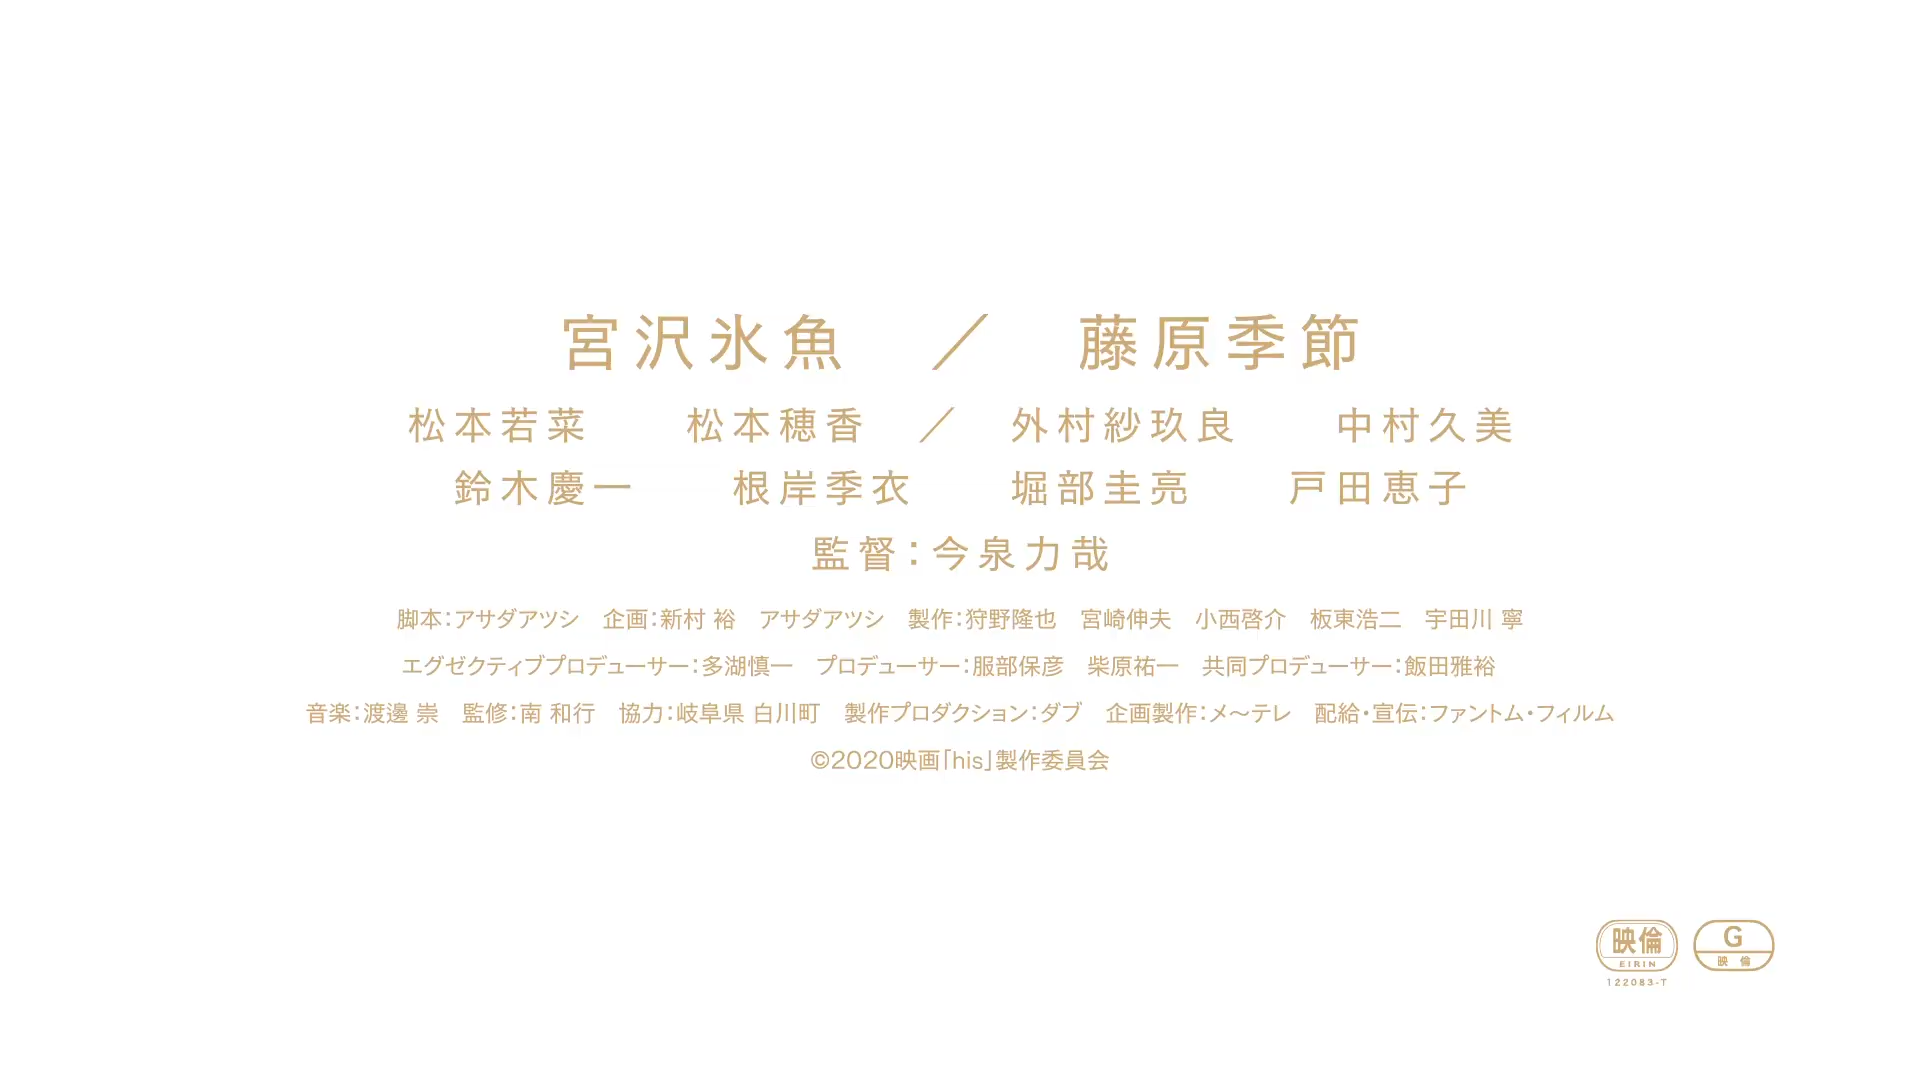 宮沢氷魚　／　藤原季節
松本若菜　松本穂香　／　外村紗玖良　中村久美
鈴木慶一　根岸季衣　堀部圭亮　戸田恵子
監督：今泉力哉
脚本：アサダアツシ　企画：新村 裕　アサダアツシ　製作：狩野隆也　宮崎伸夫　小西啓介　板東浩二　宇田川 寧
エグゼクティブプロデューサー：多湖慎一　プロデューサー：服部保彦　柴原祐一　共同プロデューサー：飯田雅裕
音楽：渡邊 崇　監修：南 和行　協力：岐阜県 白川町　製作プロダクション：ダブ　企画製作：メ～テレ　配給・宣伝：ファントム・フィルム
©2020映画「his」製作委員会
映倫
EIRIN
122083-T
G
映倫